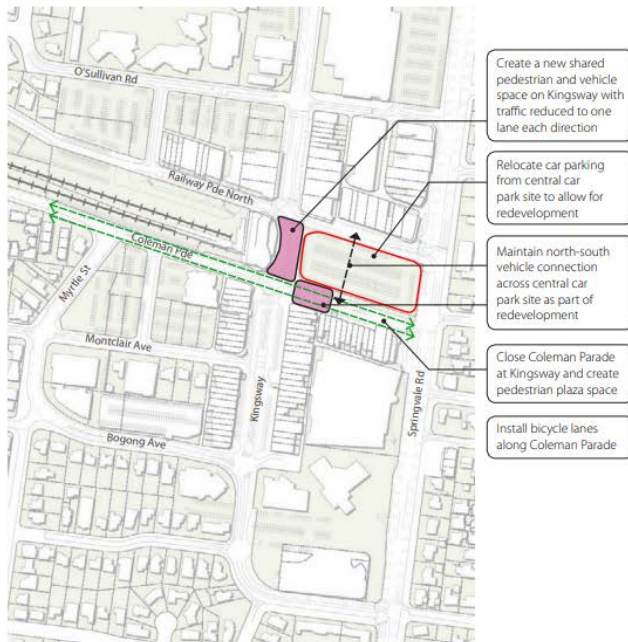 O'Sullivan Rd
Railway Pde North
Coleman Pde
Myrtle St
Montclair Ave
Kingsway
Springvale Rd
Bogong Ave
Create a new shared
pedestrian and vehicle
space on Kingsway with
traffic reduced to one
lane each direction
Relocate car parking
from central car
park site to allow for
redevelopment
Maintain north-south
vehicle connection
across central car
park site as part of
redevelopment
Close Coleman Parade
at Kingsway and create
pedestrian plaza space
Install bicycle lanes
along Coleman Parade